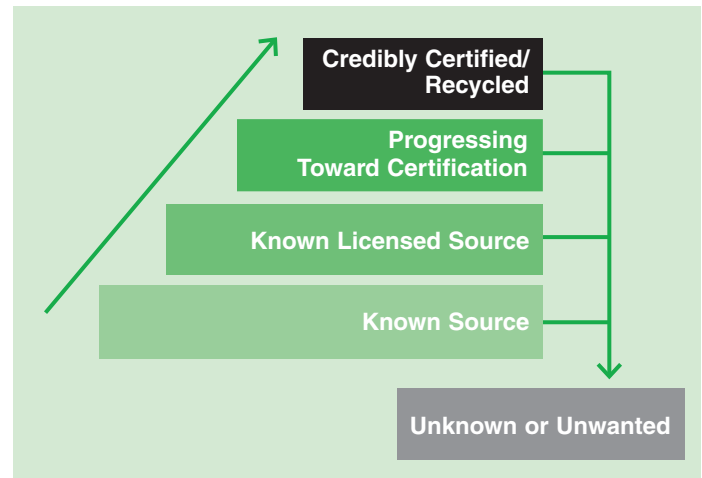 Credibly Certified/
Recycled
Progressing
Toward Certification
Known Licensed Source
Known Source
Unknown or Unwanted